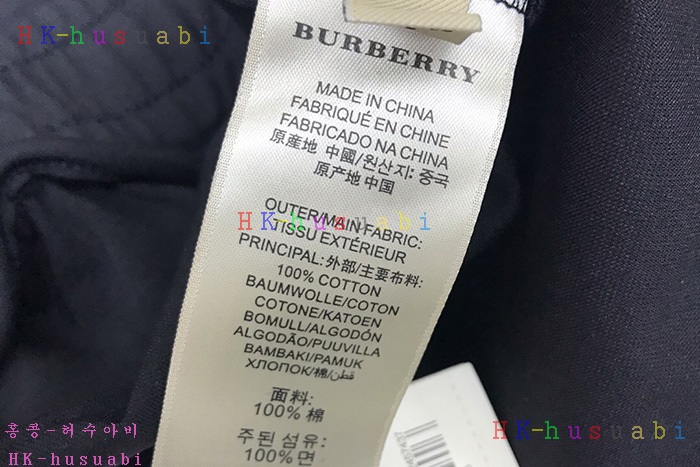 HK-husuabi
BURBERRY
MADE IN CHINA
FABRIQUÉ EN CHINE
FABRICADO NA CHINA
原産地 中國/원산지: 중국
原产地 中国
OUTER/MAIN FABRIC:
HK-husuabi
TISSU EXTÉRIEUR
PRINCIPAL:外部/主要布料:
100% COTTON
BAUMWOLLE/COTON
COTONE/KATOEN
BOMULL/ALGODÓN
ALGODÃO/PUUVILLA
BAMBAKI/PAMUK
ХЛОПОК/棉/قطن
面料:
100% 棉
주된 섬유:
100% 면
HK-husuabi
홍콩-허수아비
HK-husuabi